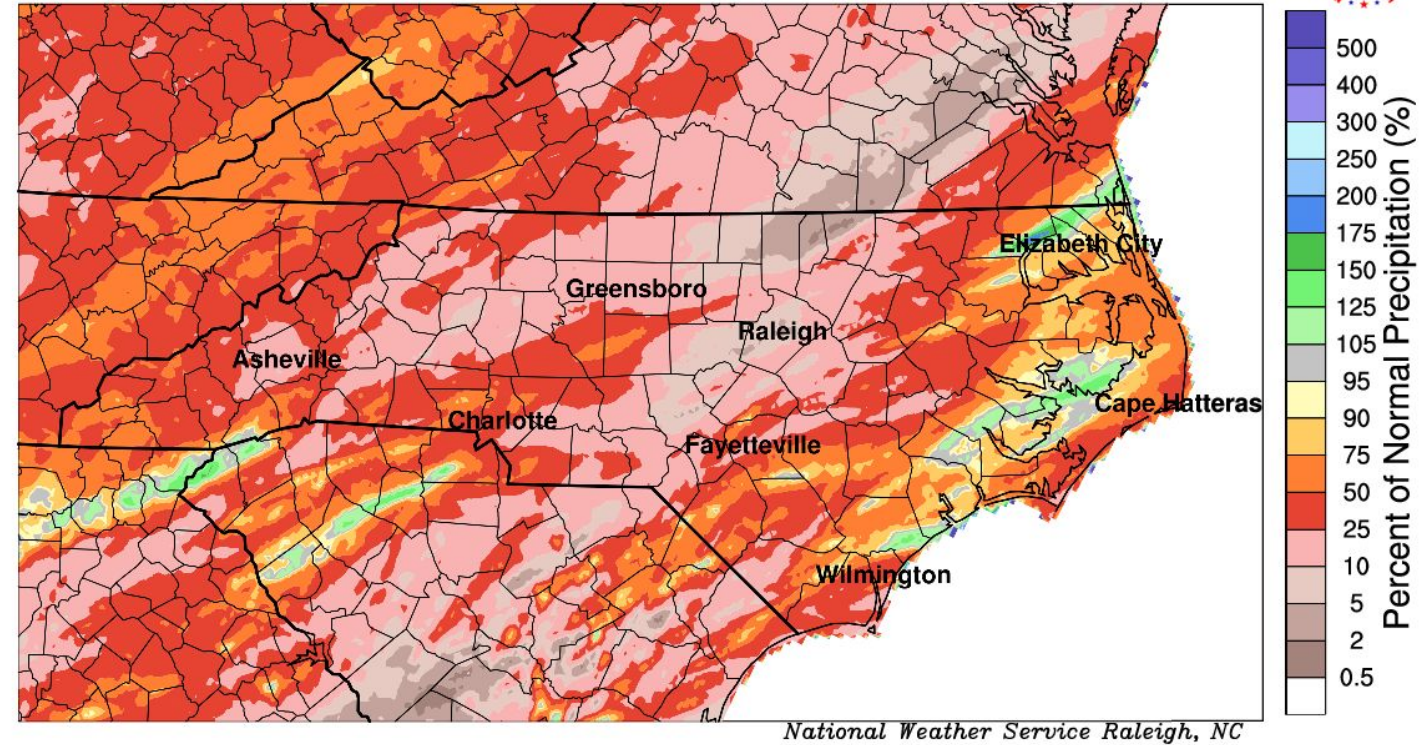 500
400
300
250
200
175
150
125
105
95
90
75
50
25
10
5
2
0.5
Percent of Normal Precipitation (%)
Elizabeth City
Greensboro
Raleigh
Asheville
Cape Hatteras
Charlotte
Fayetteville
Wilmington
National Weather Service Raleigh, NC